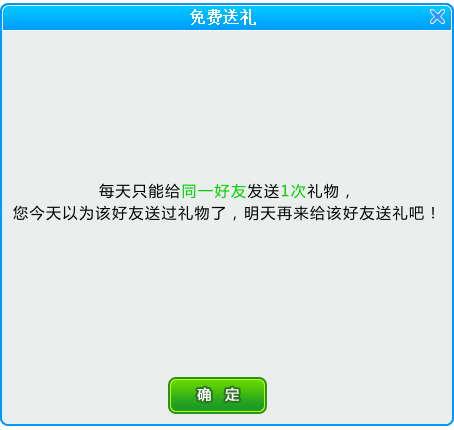 免费送礼
每天只能给同一好友发送1次礼物，
您今天以为该好友送过礼物了，明天再来给该好友送礼吧！
确 定